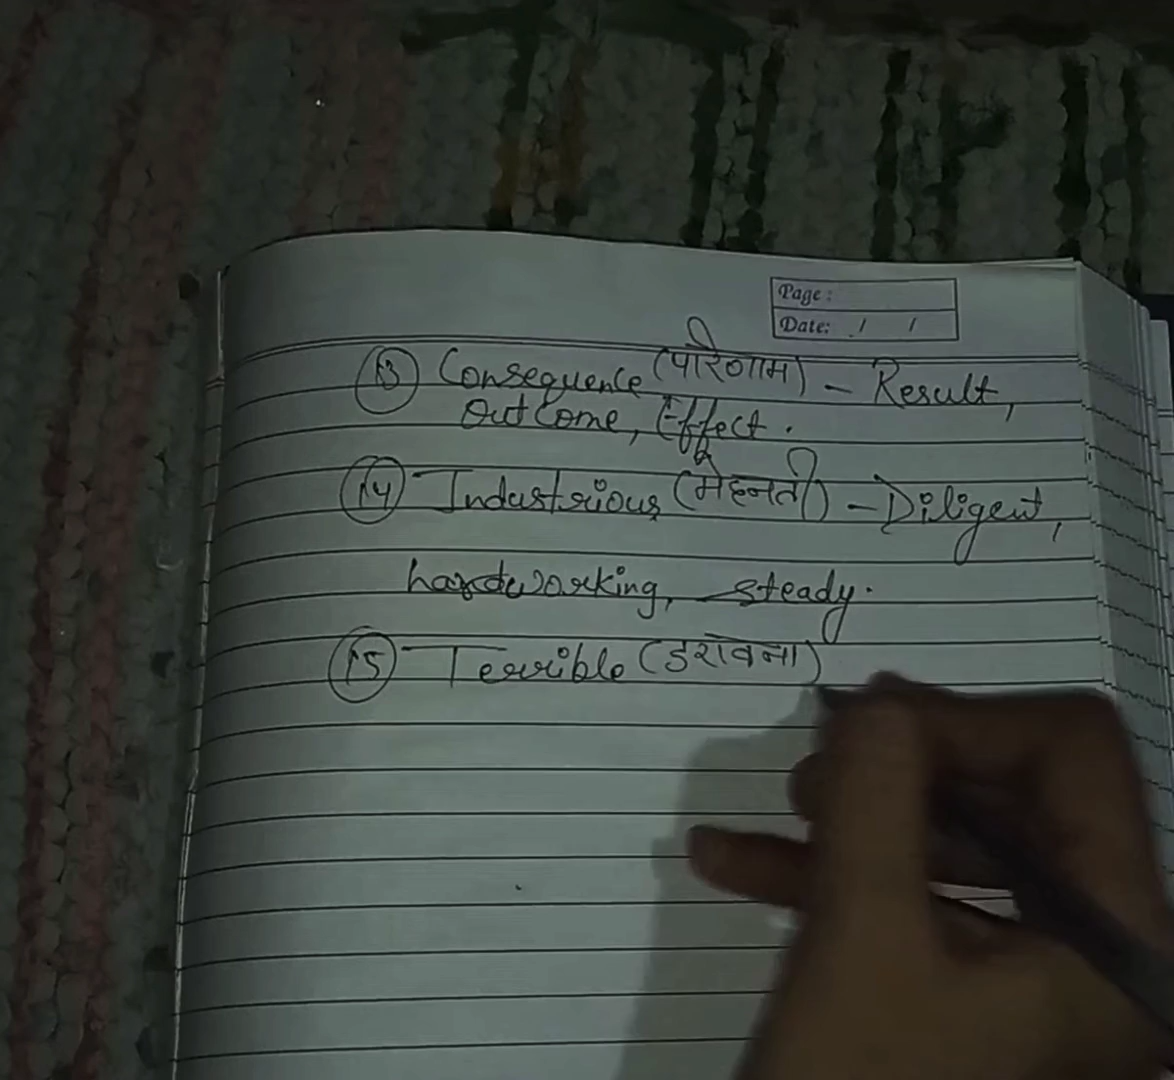 Page :
Date: / /
13 Consequence (परिणाम) - Result,
Outcome, Effect.
14 Industrious (मेहनती) - Diligent,
hardworking, steady.
15 Terrible (डरावना)